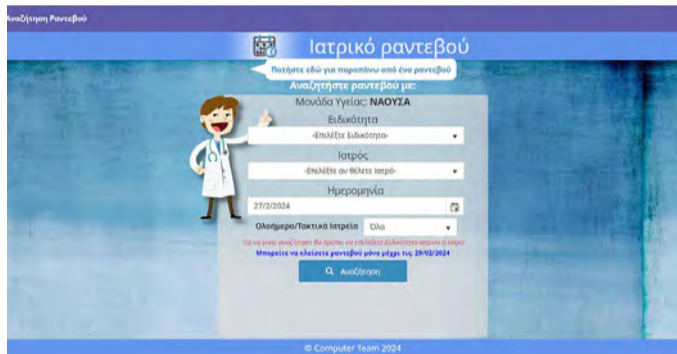 Αναζήτηση Ραντεβού
Ιατρικό ραντεβού
Πατήστε εδώ για παραπάνω από ένα ραντεβού
Αναζητήστε ραντεβού με:
Μονάδα Υγείας: ΝΑΟΥΣΑ
Ειδικότητα
-Επιλέξτε Ειδικότητα-
Ιατρός
-Επιλέξτε αν θέλετε Ιατρό-
Ημερομηνία
27/2/2024
Ολοήμερα/Τακτικά Ιατρεία Όλα
Για να γίνει αναζήτηση θα πρέπει να επιλέξετε Ειδικότητα Ιατρού ή Ιατρό
Μπορείτε να κλείσετε ραντεβού μόνο μέχρι τις: 29/02/2024
Αναζήτηση
© Computer Team 2024